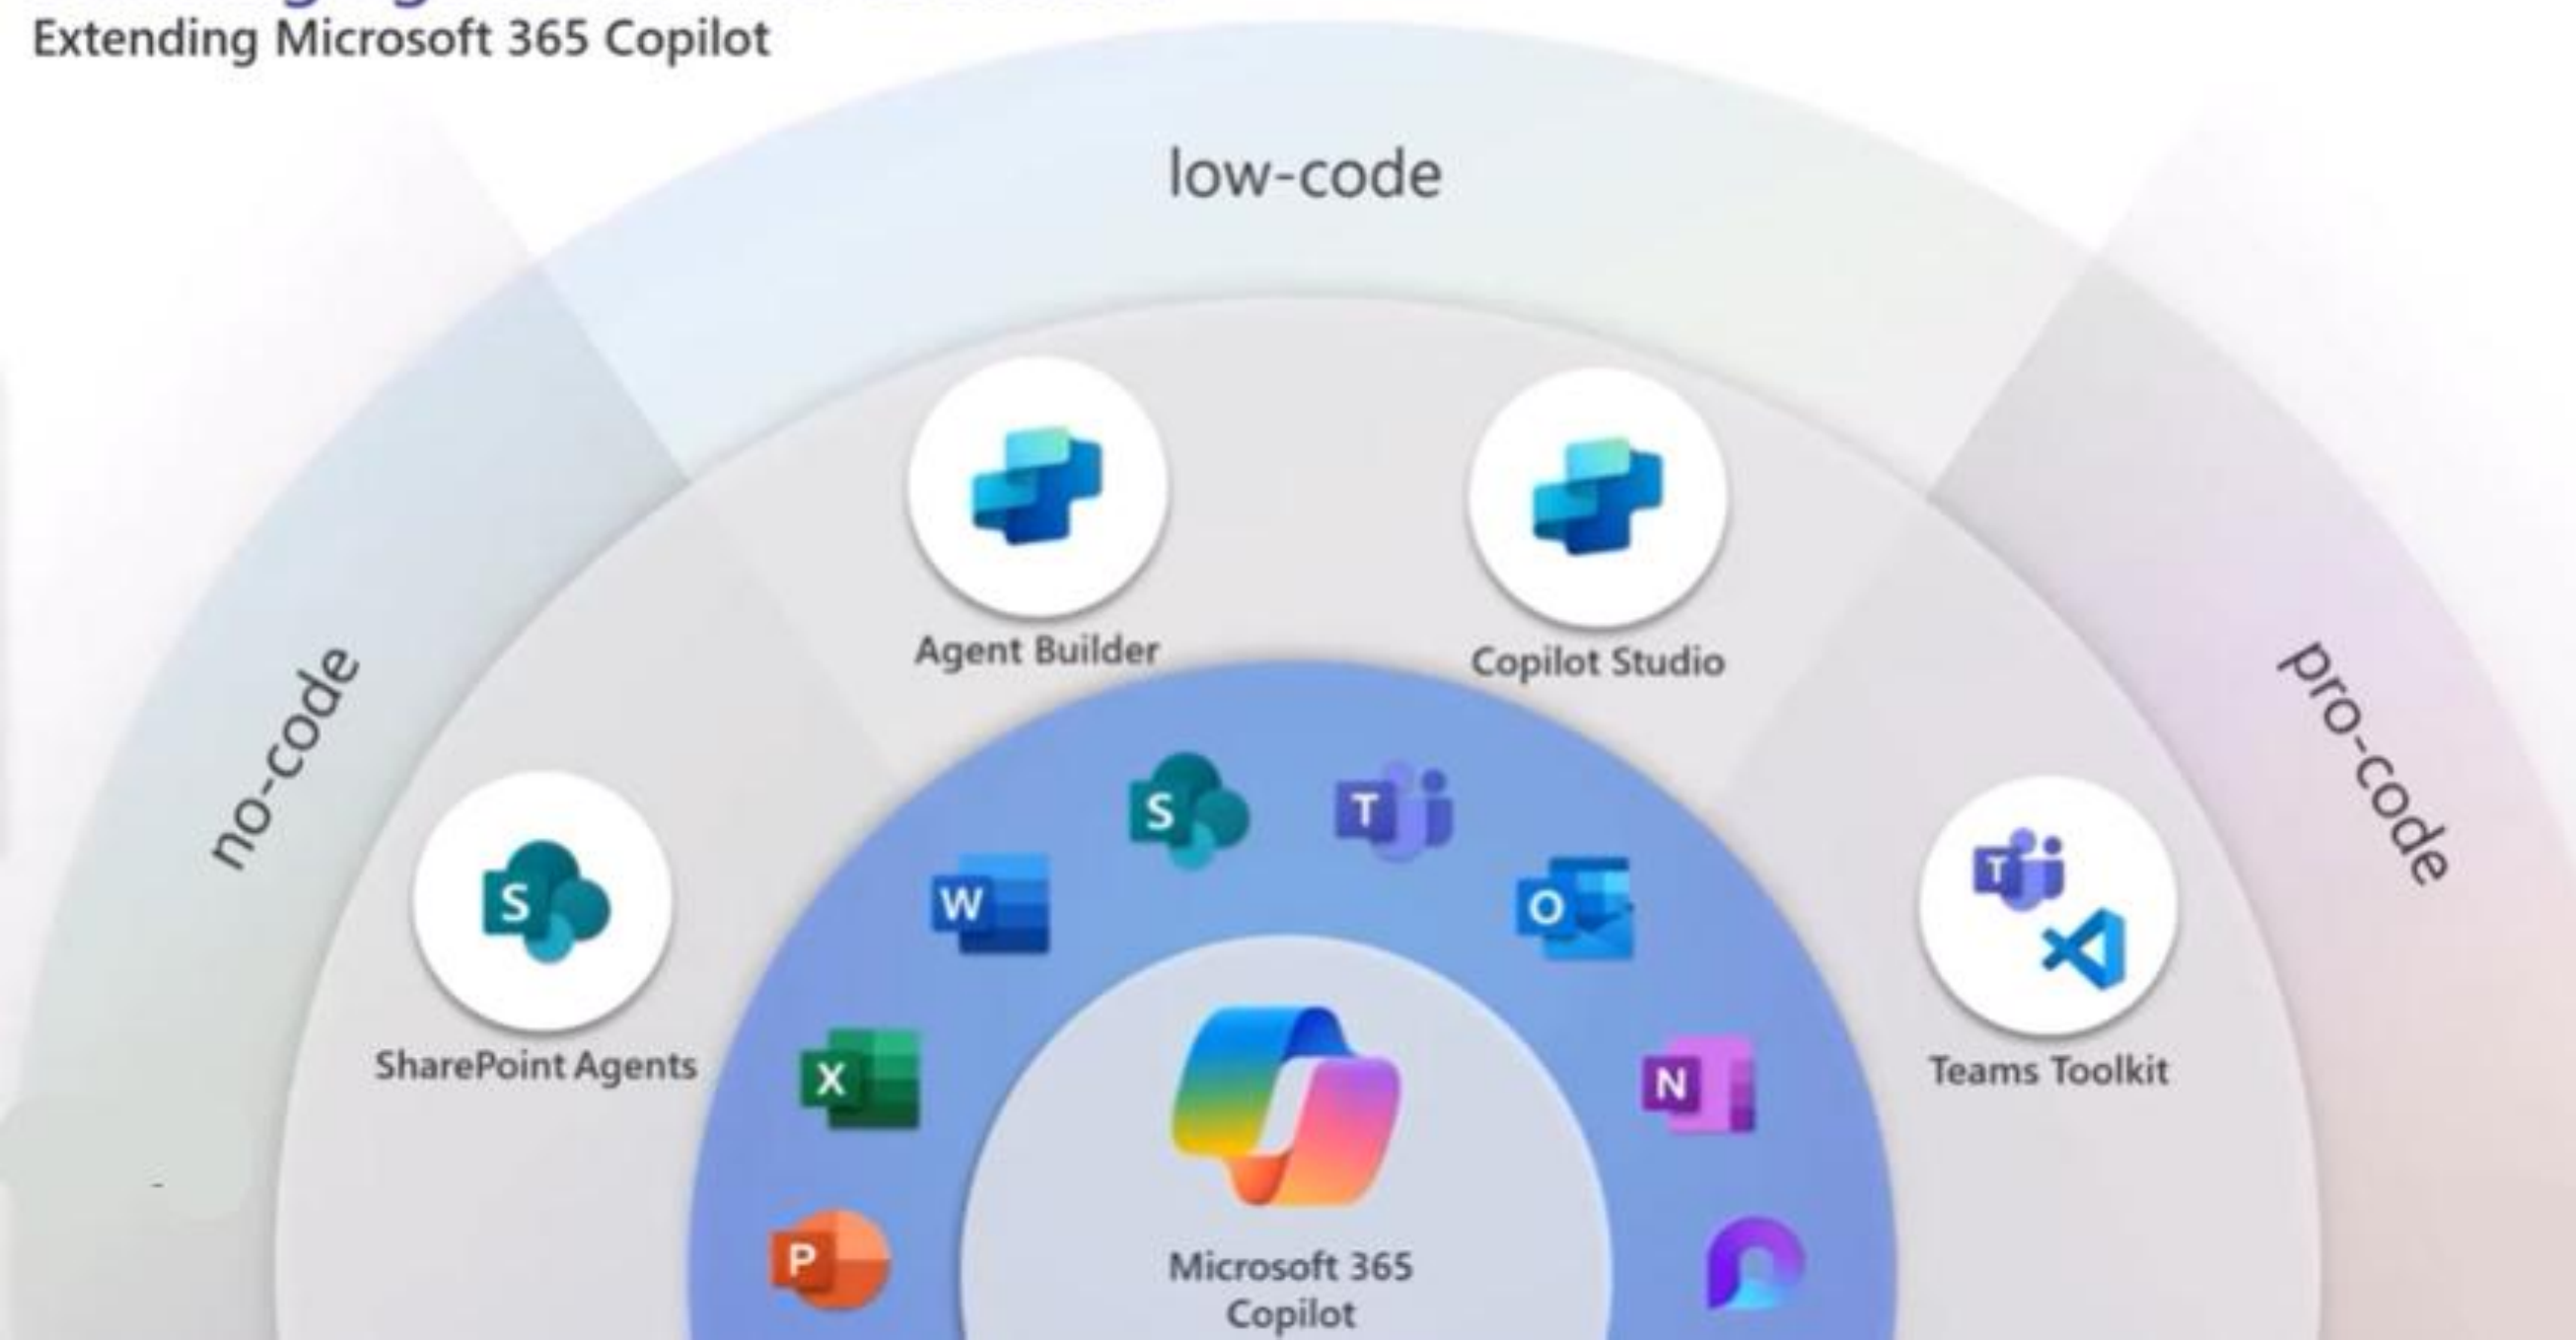 Extending Microsoft 365 Copilot
low-code
no-code
pro-code
Agent Builder
Copilot Studio
SharePoint Agents
Teams Toolkit
S
T
W
O
X
N
P
S
T
Microsoft 365
Copilot